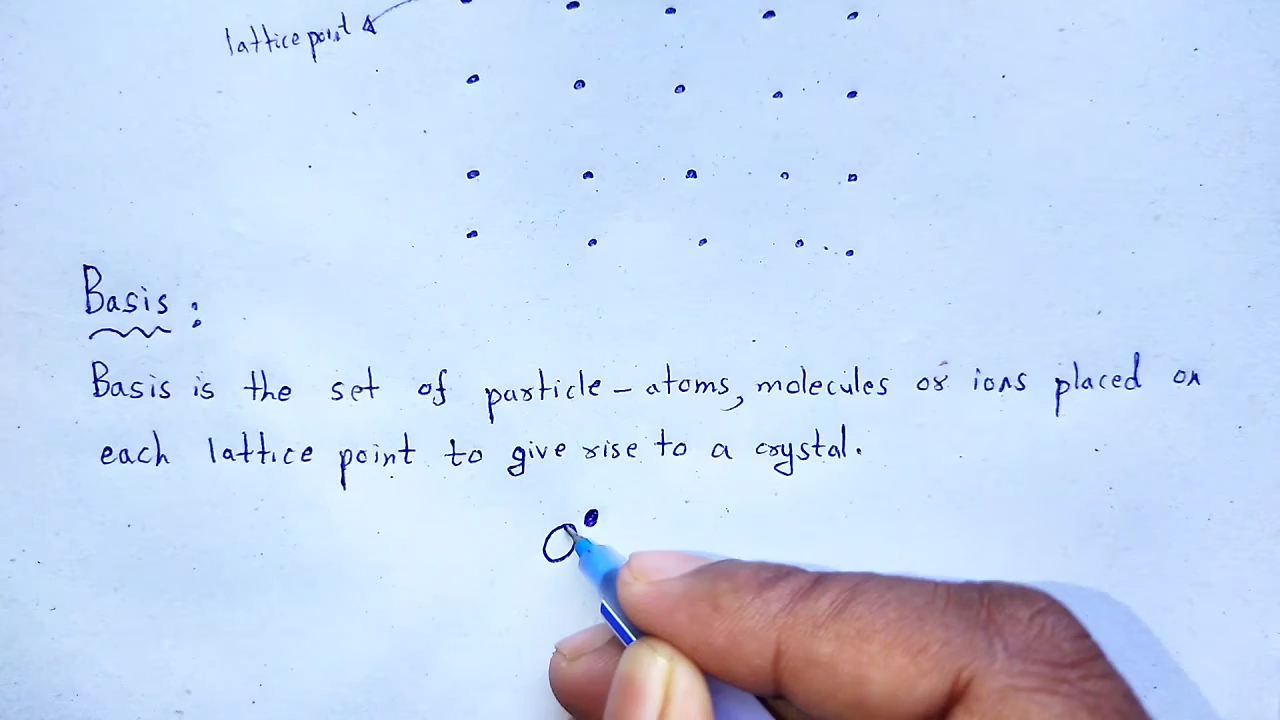 lattice point
Basis :
Basis is the set of particle - atoms, molecules or ions placed on
each lattice point to give rise to a crystal.